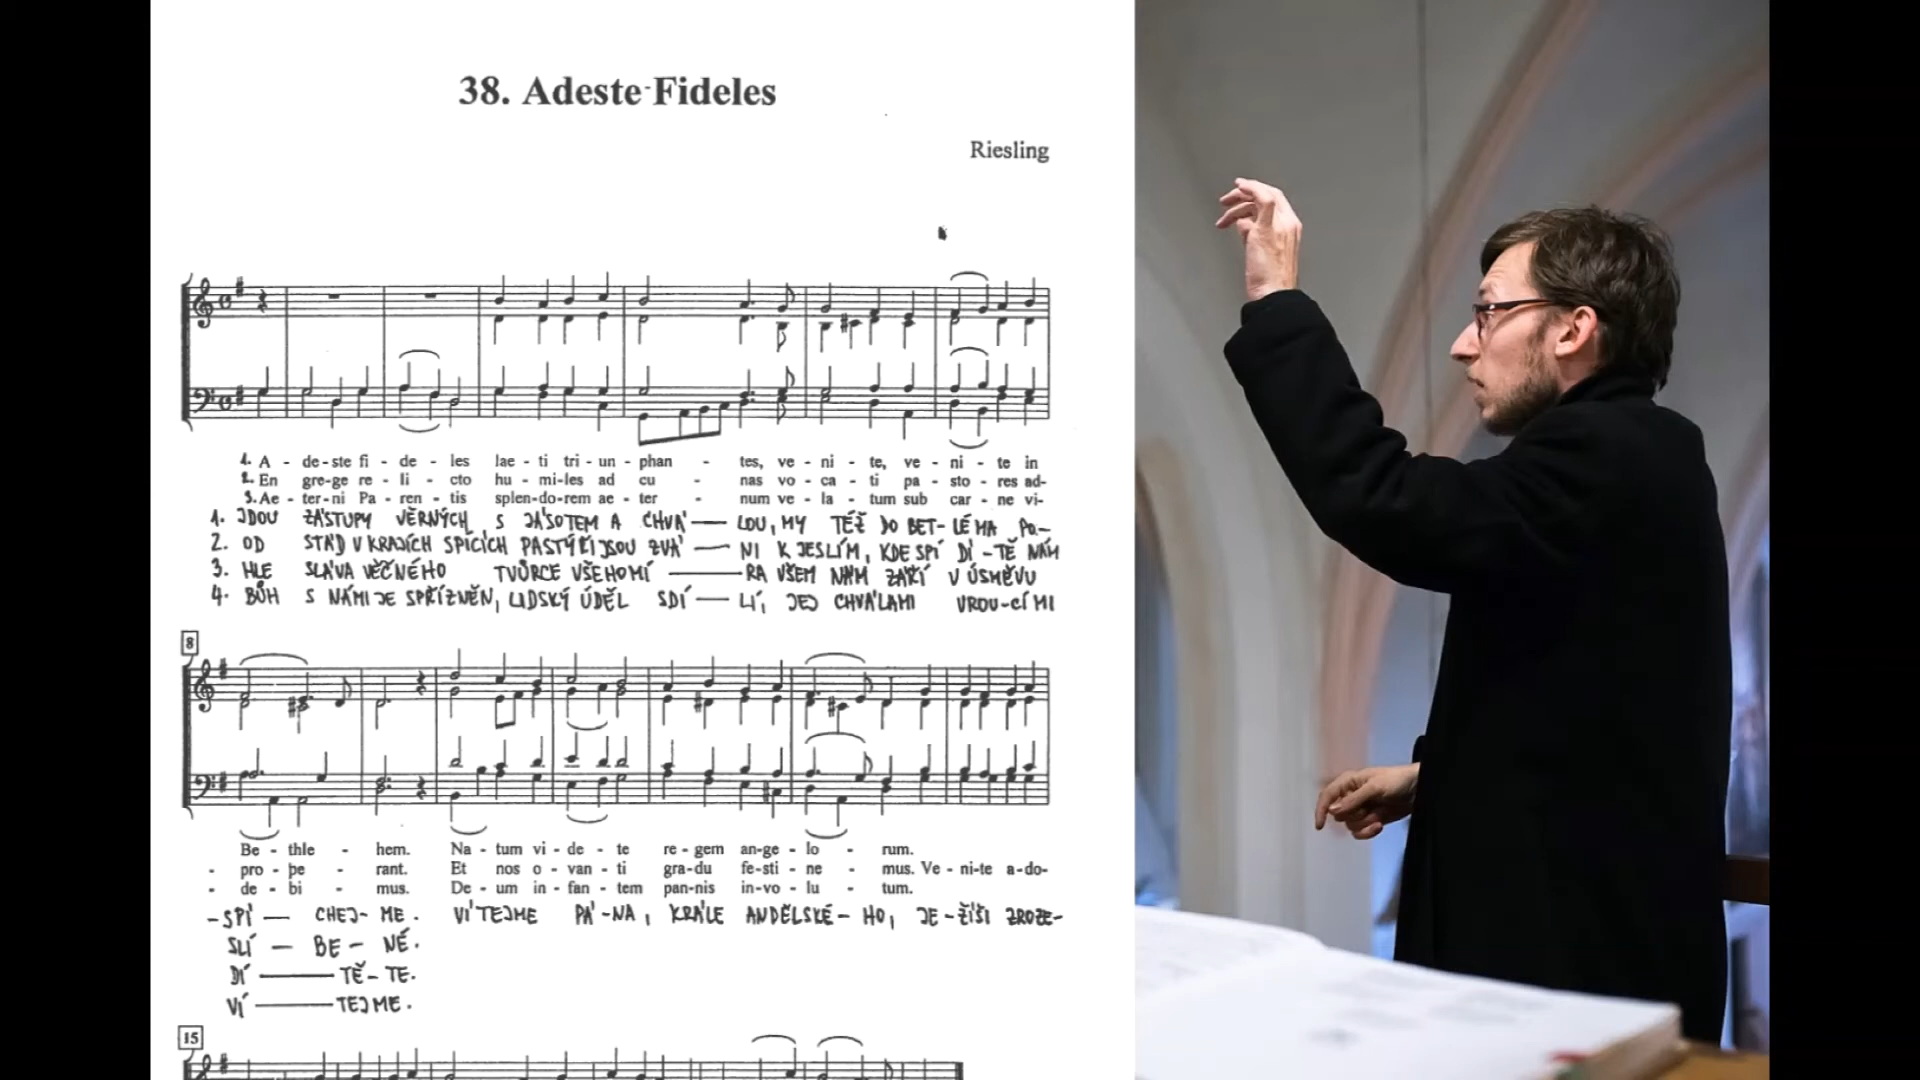 38. Adeste Fideles
Riesling
1. A - de-ste fi - de - les lae - ti tri - un - phan - tes, ve - ni - te, ve - ni - te in
2. En gre-ge re - li - cto hu - mi-les ad cu - nas vo - ca - ti pa - sto - res ad-
3. Ae - ter-ni Pa - ren - tis splen-do-rem ae - ter - num ve - la - tum sub car - ne vi-
1. JDOU ZÁSTUPY VĚRNÝCH, S JÁSOTEM A CHVÁ — LOU, MY TÉŽ DO BET-LÉMA PO-
2. OD STÁD V KRAJÍCH SPÍCÍCH PASTÝŘI JSOU ZVÁ — NI K JESLÍM, KDE SPÍ DÍ-TĚ NÁM
3. HLE SLÁVA VĚČNÉHO TVŮRCE VŠEHOMÍ — RA VŠEM NÁM ZÁŘÍ V ÚSMĚVU
4. BŮH S NÁMI JE SPŘÍZNĚN, LIDSKÝ ÚDĚL SDÍ — LÍ, JEJ CHVÁLAMI VROU-CÍMI
8
Be - thle - hem. Na - tum vi - de - te re - gem an-ge - lo - rum.
- pro - pe - rant. Et nos o - van - ti gra-du fe-sti - ne - mus. Ve - ni-te a-do-
- de - bi - mus. De - um in - fan - tem pan-nis in-vo - lu - tum.
-SPÍ — CHEJ- ME. VÍTEJME PÁ-NA, KRÁLE ANDĚLSKÉ- HO, JE-ŽÍŠI ZROZE-
SLÍ — BE - NÉ.
DÍ — TĚ- TE.
VÍ — TEJME.
15